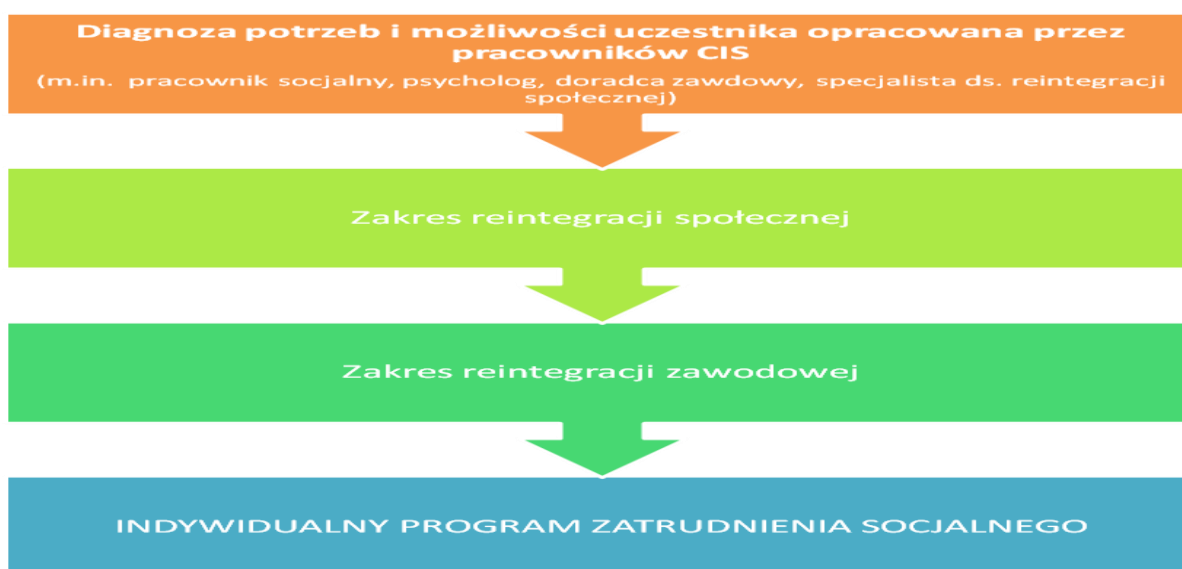 Diagnoza potrzeb i możliwości uczestnika opracowana przez
pracowników CIS
(m.in. pracownik socjalny, psycholog, doradca zawdowy, specjalista ds. reintegracji
społecznej)
Zakres reintegracji społecznej
Zakres reintegracji zawodowej
INDYWIDUALNY PROGRAM ZATRUDNIENIA SOCJALNEGO